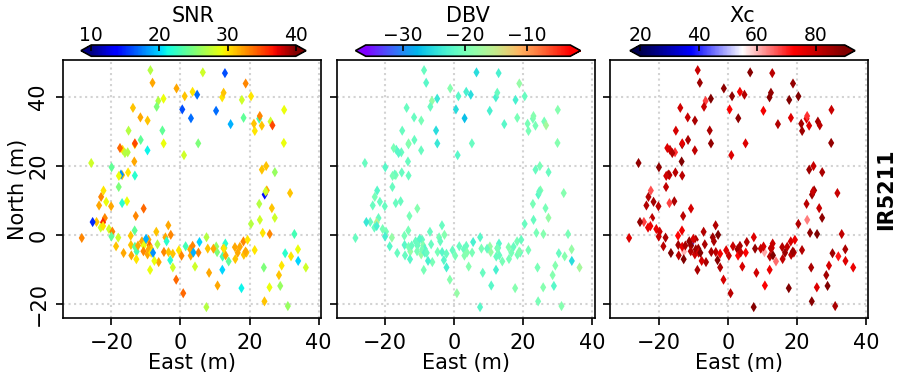 SNR DBV Xc
10 20 30 40 −30 −20 −10 20 40 60 80
40
20
0
−20
North (m)
IR5211
−20 0 20 40 −20 0 20 40 −20 0 20 40
East (m) East (m) East (m)